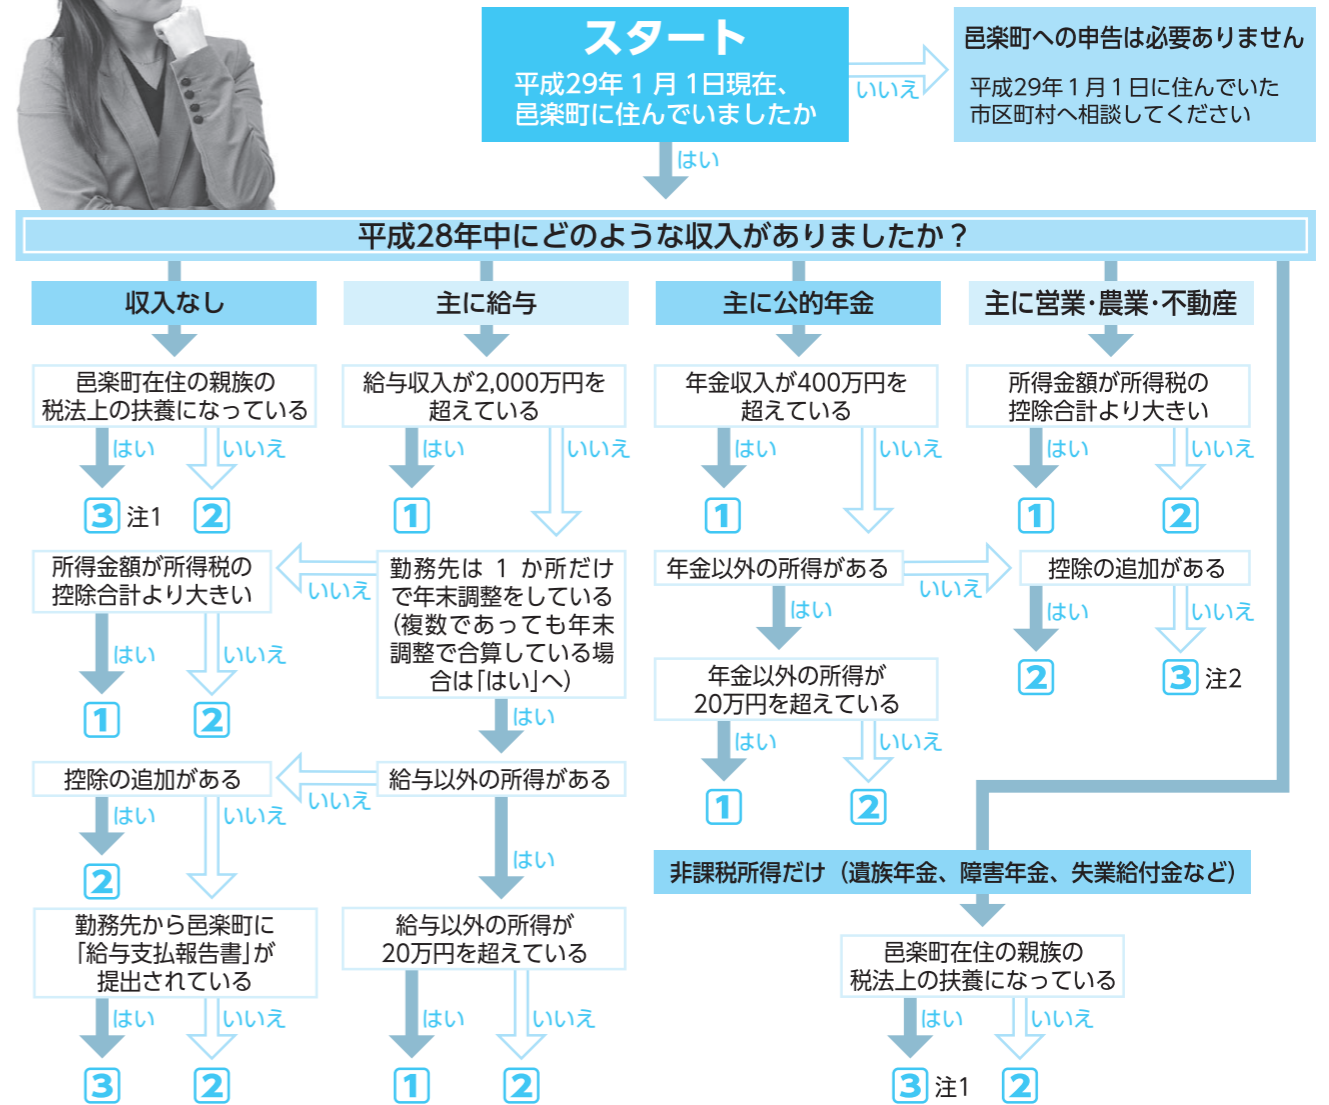 スタート
平成29年1月1日現在、
邑楽町に住んでいましたか
いいえ
邑楽町への申告は必要ありません
平成29年1月1日に住んでいた
市区町村へ相談してください
はい
平成28年中にどのような収入がありましたか？
収入なし
邑楽町在住の親族の
税法上の扶養になっている
はい
いいえ
3 注1
2
主に給与
給与収入が2,000万円を
超えている
はい
いいえ
1
勤務先は 1 か所だけ
で年末調整をしている
(複数であっても年末
調整で合算している場
合は「はい」へ)
いいえ
所得金額が所得税の
控除合計より大きい
はい
いいえ
1
2
はい
給与以外の所得がある
いいえ
控除の追加がある
はい
いいえ
2
勤務先から邑楽町に
「給与支払報告書」が
提出されている
はい
いいえ
3
2
はい
給与以外の所得が
20万円を超えている
はい
いいえ
1
2
主に公的年金
年金収入が400万円を
超えている
はい
いいえ
1
年金以外の所得がある
いいえ
控除の追加がある
はい
いいえ
2
3 注2
はい
年金以外の所得が
20万円を超えている
はい
いいえ
1
2
主に営業・農業・不動産
所得金額が所得税の
控除合計より大きい
はい
いいえ
1
2
非課税所得だけ（遺族年金、障害年金、失業給付金など）
邑楽町在住の親族の
税法上の扶養になっている
はい
いいえ
3 注1
2